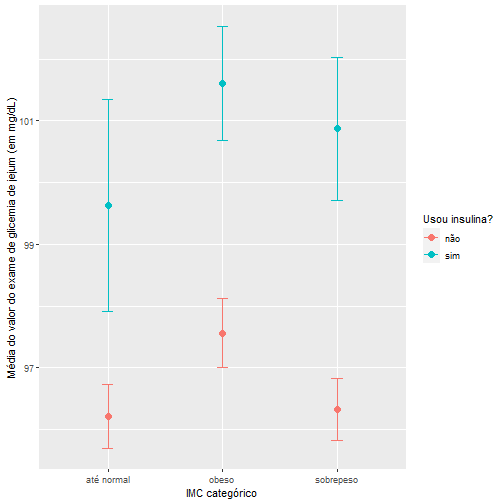 Média do valor do exame de glicemia de jejum (em mg/dL)
101
99
97
até normal
obeso
sobrepeso
IMC categórico
Usou insulina?
não
sim